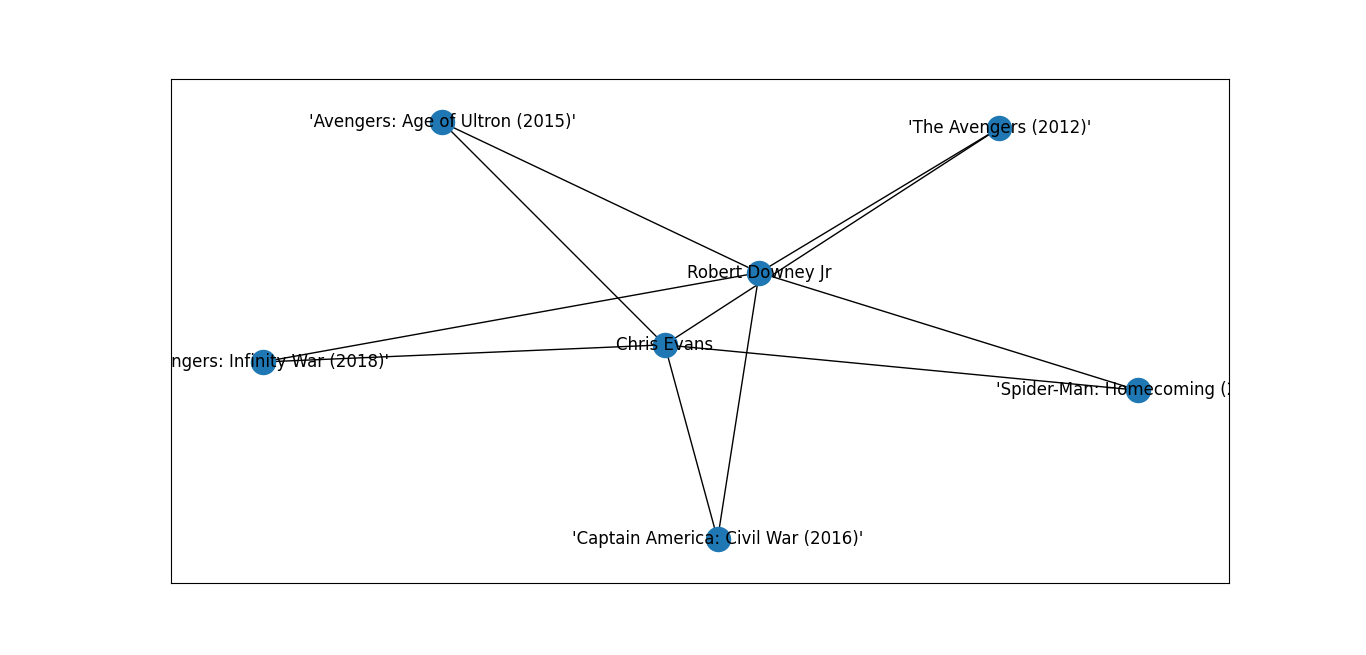 'Avengers: Age of Ultron (2015)'
'The Avengers (2012)'
Robert Downey Jr
Chris Evans
ngers: Infinity War (2018)'
'Spider-Man: Homecoming (
'Captain America: Civil War (2016)'